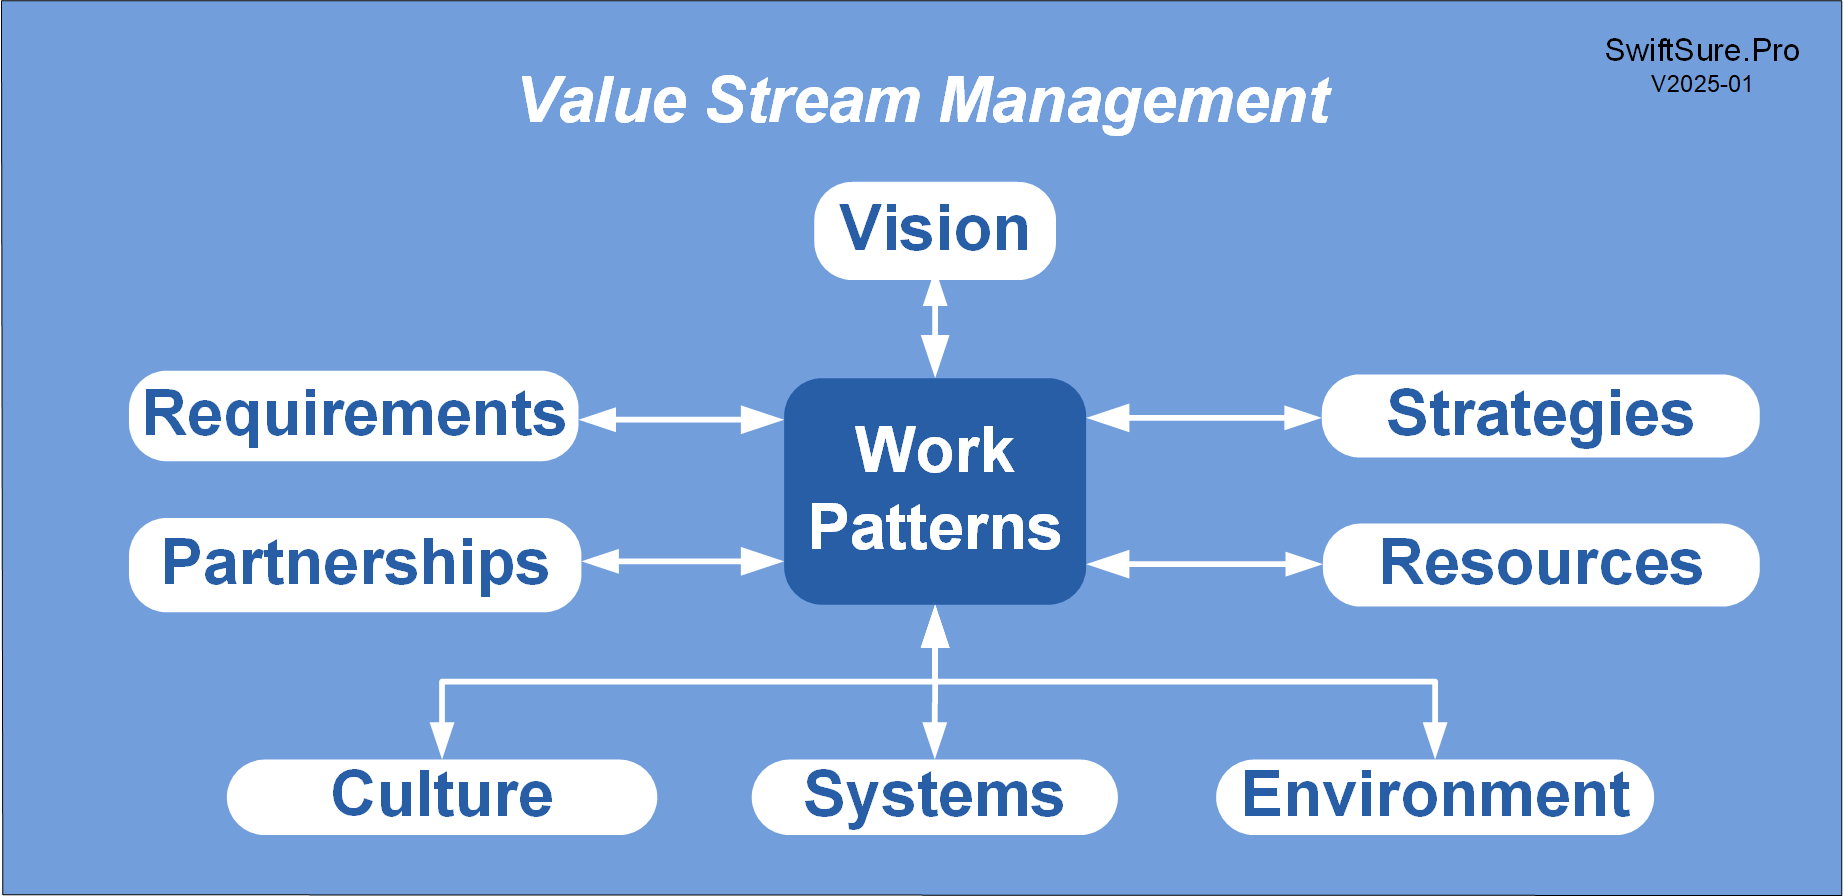 SwiftSure.Pro
V2025-01
Value Stream Management
Vision
Requirements
Strategies
Work
Patterns
Partnerships
Resources
Culture
Systems
Environment